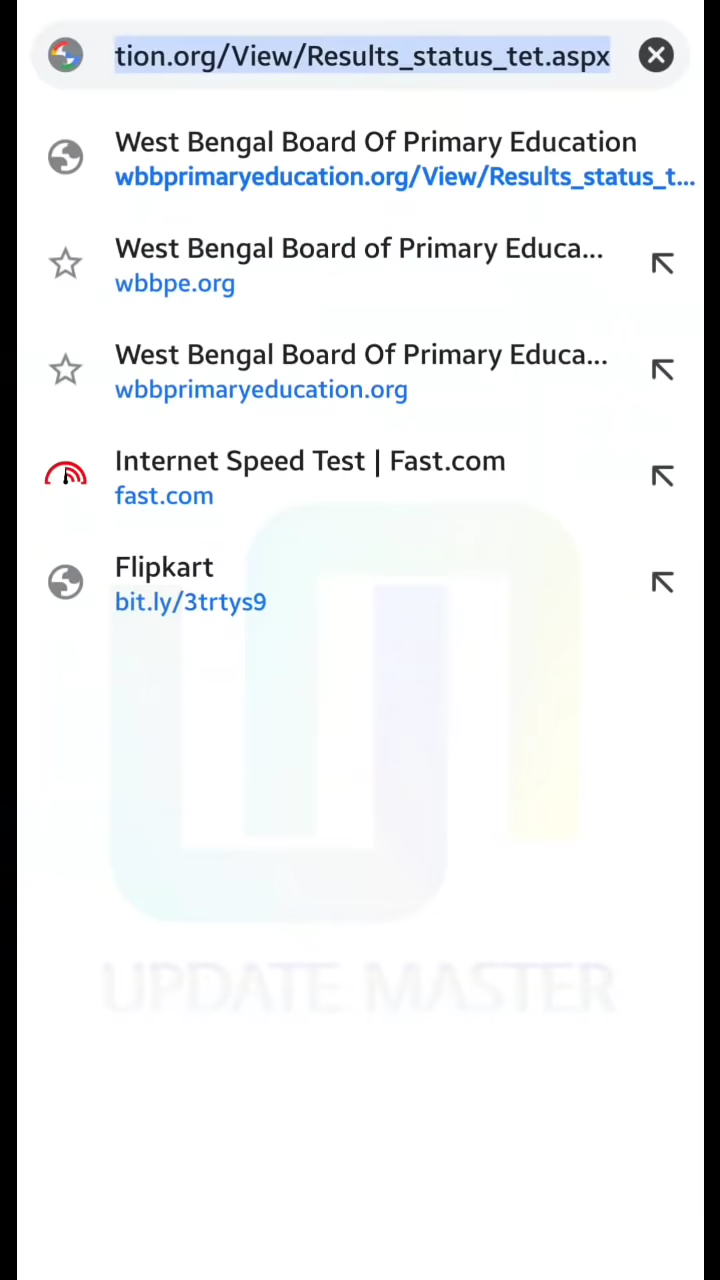 tion.org/View/Results_status_tet.aspx
West Bengal Board Of Primary Education
wbbprimaryeducation.org/View/Results_status_t...
West Bengal Board of Primary Educa...
wbbpe.org
West Bengal Board Of Primary Educa...
wbbprimaryeducation.org
Internet Speed Test | Fast.com
fast.com
Flipkart
bit.ly/3trtys9
UPDATE MASTER